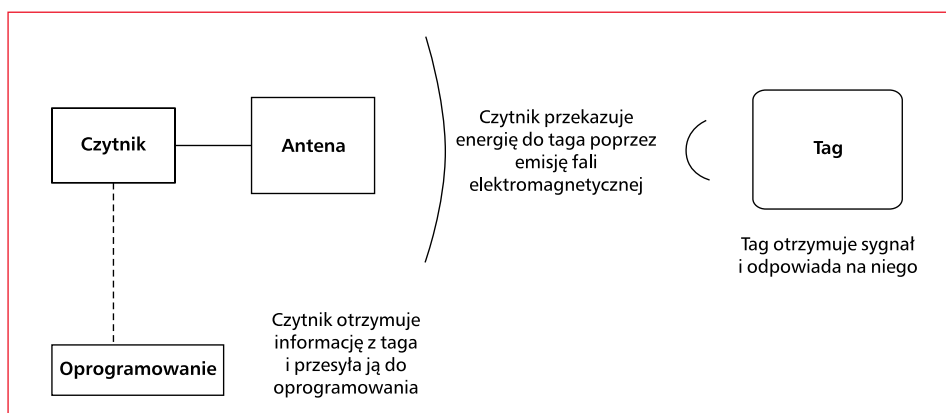 Czytnik
Antena
Czytnik przekazuje
energię do taga poprzez
emisję fali
elektromagnetycznej
Tag
Tag otrzymuje sygnał
i odpowiada na niego
Czytnik otrzymuje
informację z taga
i przesyła ją do
oprogramowania
Oprogramowanie